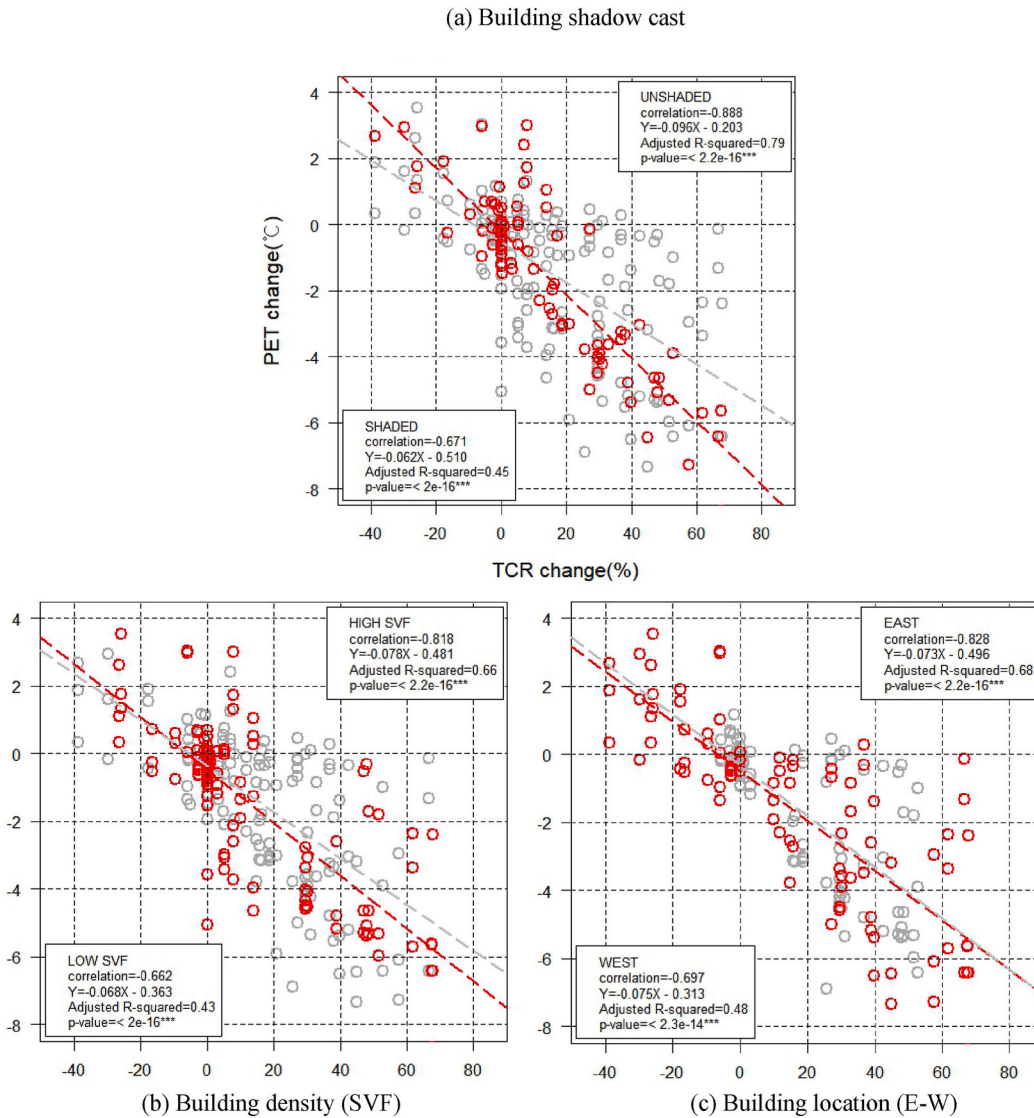 (a) Building shadow cast
UNSHADED
correlation=-0.888
Y=-0.096X - 0.203
Adjusted R-squared=0.79
p-value=< 2.2e-16***
4
2
0
-2
-4
-6
-8
PET change(℃)
SHADED
correlation=-0.671
Y=-0.062X - 0.510
Adjusted R-squared=0.45
p-value=< 2e-16***
-40 -20 0 20 40 60 80
TCR change(%)
HIGH SVF
correlation=-0.818
Y=-0.078X - 0.481
Adjusted R-squared=0.66
p-value=< 2.2e-16***
4
2
0
-2
-4
-6
-8
LOW SVF
correlation=-0.662
Y=-0.068X - 0.363
Adjusted R-squared=0.43
p-value=< 2e-16***
-40 -20 0 20 40 60 80
(b) Building density (SVF)
EAST
correlation=-0.828
Y=-0.073X - 0.496
Adjusted R-squared=0.68
p-value=< 2.2e-16***
4
2
0
-2
-4
-6
-8
WEST
correlation=-0.697
Y=-0.075X - 0.313
Adjusted R-squared=0.48
p-value=< 2.3e-14***
-40 -20 0 20 40 60 80
(c) Building location (E-W)